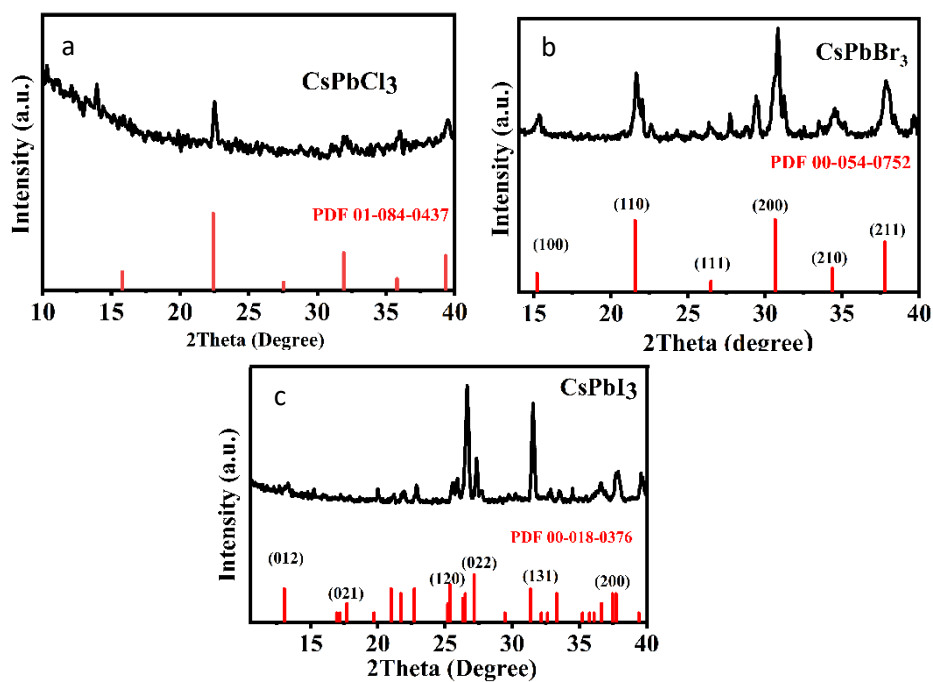 a
CsPbCl3
PDF 01-084-0437
Intensity (a.u.)
10 15 20 25 30 35 40
2Theta (Degree)
b
CsPbBr3
PDF 00-054-0752
(100) (110) (111) (200) (210) (211)
Intensity (a.u.)
15 20 25 30 35 40
2Theta (degree)
c
CsPbI3
PDF 00-018-0376
(012) (021) (120) (022) (131) (200)
Intensity (a.u.)
15 20 25 30 35 40
2Theta (Degree)